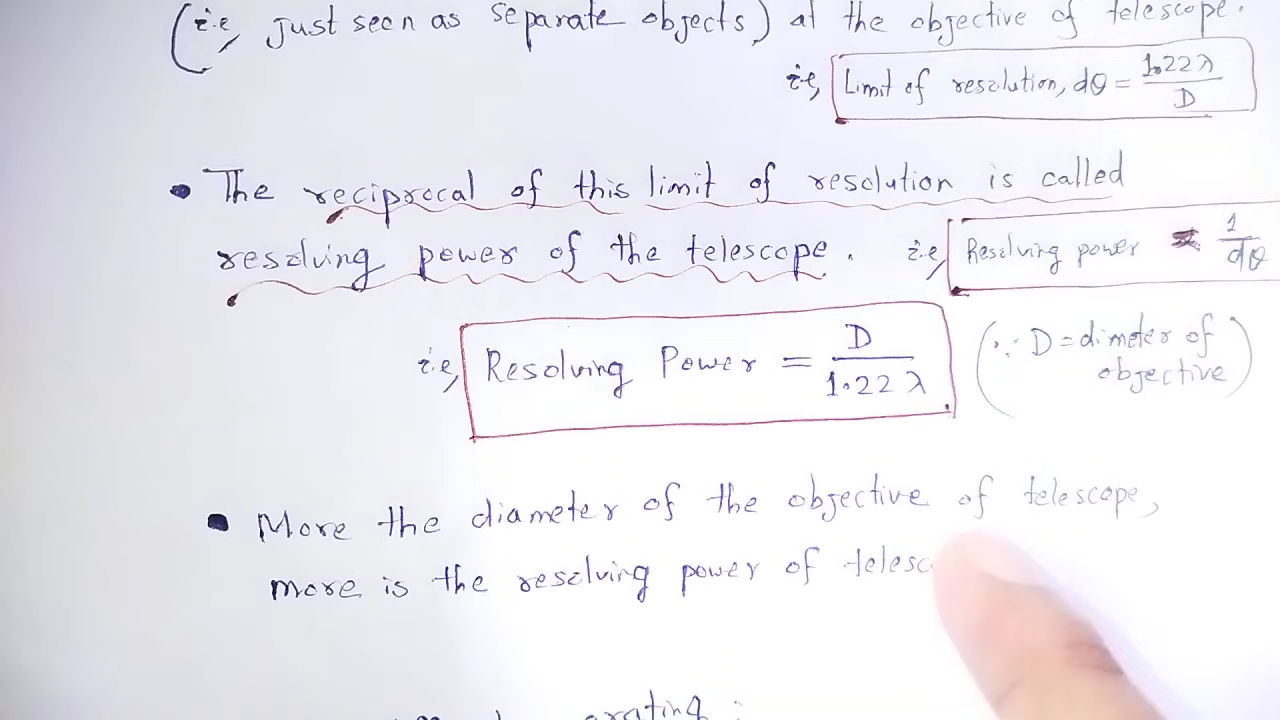 (i.e, just seen as separate objects) at the objective of telescope.
i.e, Limit of resolution, dθ = 1.22λ / D
• The reciprocal of this limit of resolution is called
resolving power of the telescope. i.e, Resolving power = 1 / dθ
i.e, Resolving Power = D / 1.22 λ (∵ D = dimeter of objective)
• More the diameter of the objective of telescope,
more is the resolving power of telesc
grating :